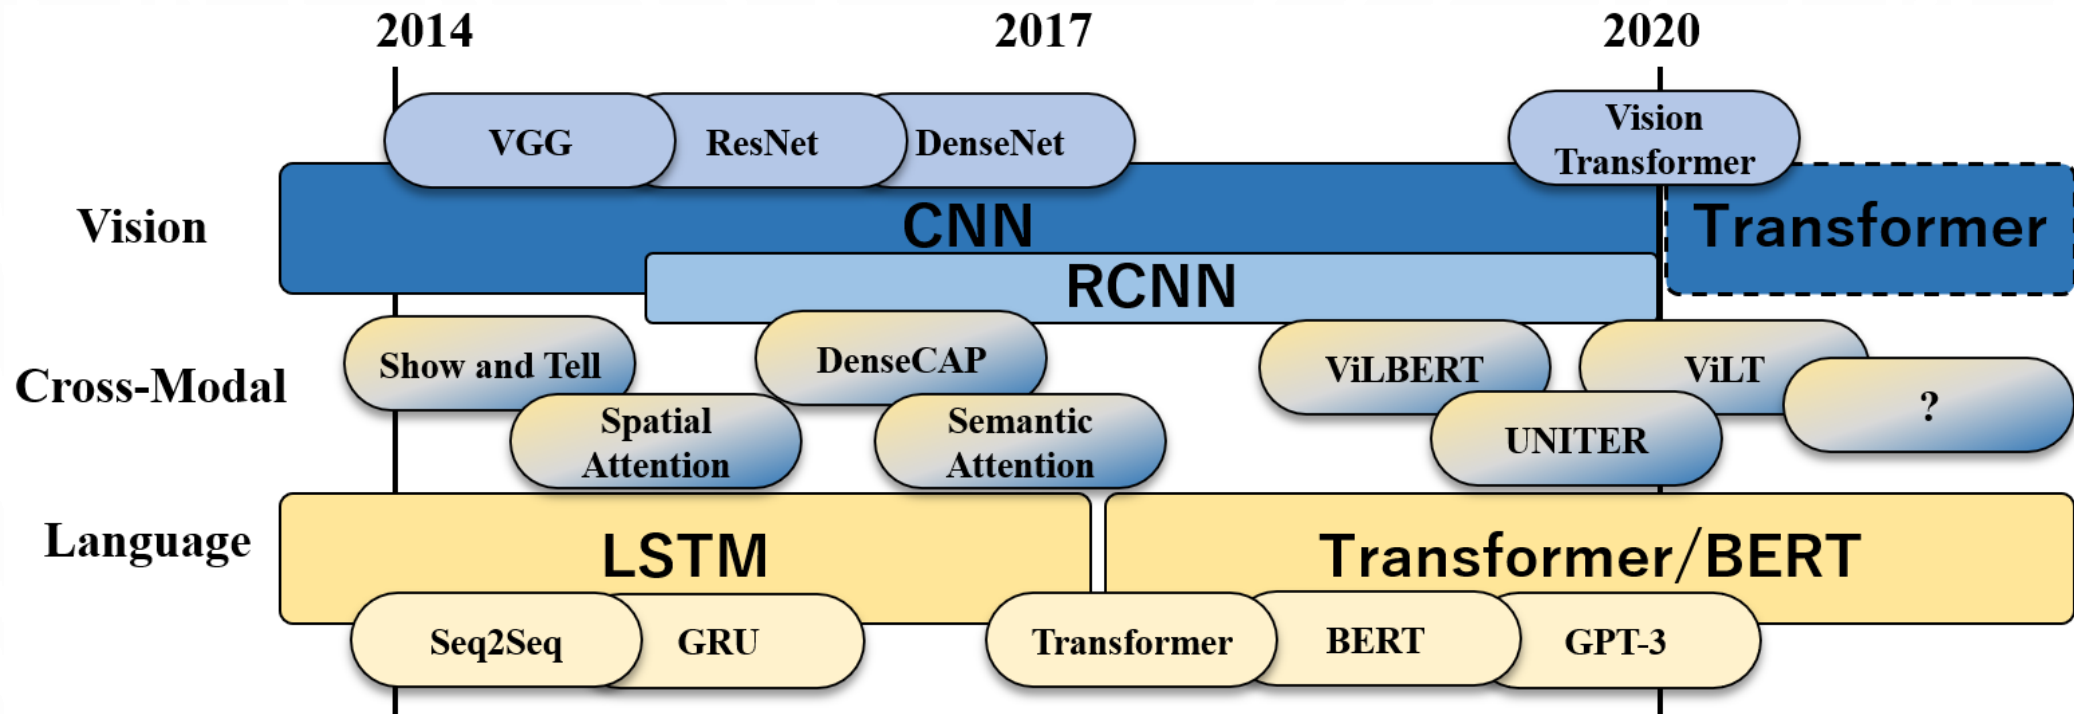 2014 2017 2020
VGG ResNet DenseNet Vision
Transformer
Vision CNN Transformer
RCNN
Cross-Modal Show and Tell DenseCAP ViLBERT ViLT ?
Spatial
Attention
Semantic
Attention
UNITER
Language LSTM Transformer/BERT
Seq2Seq GRU Transformer BERT GPT-3